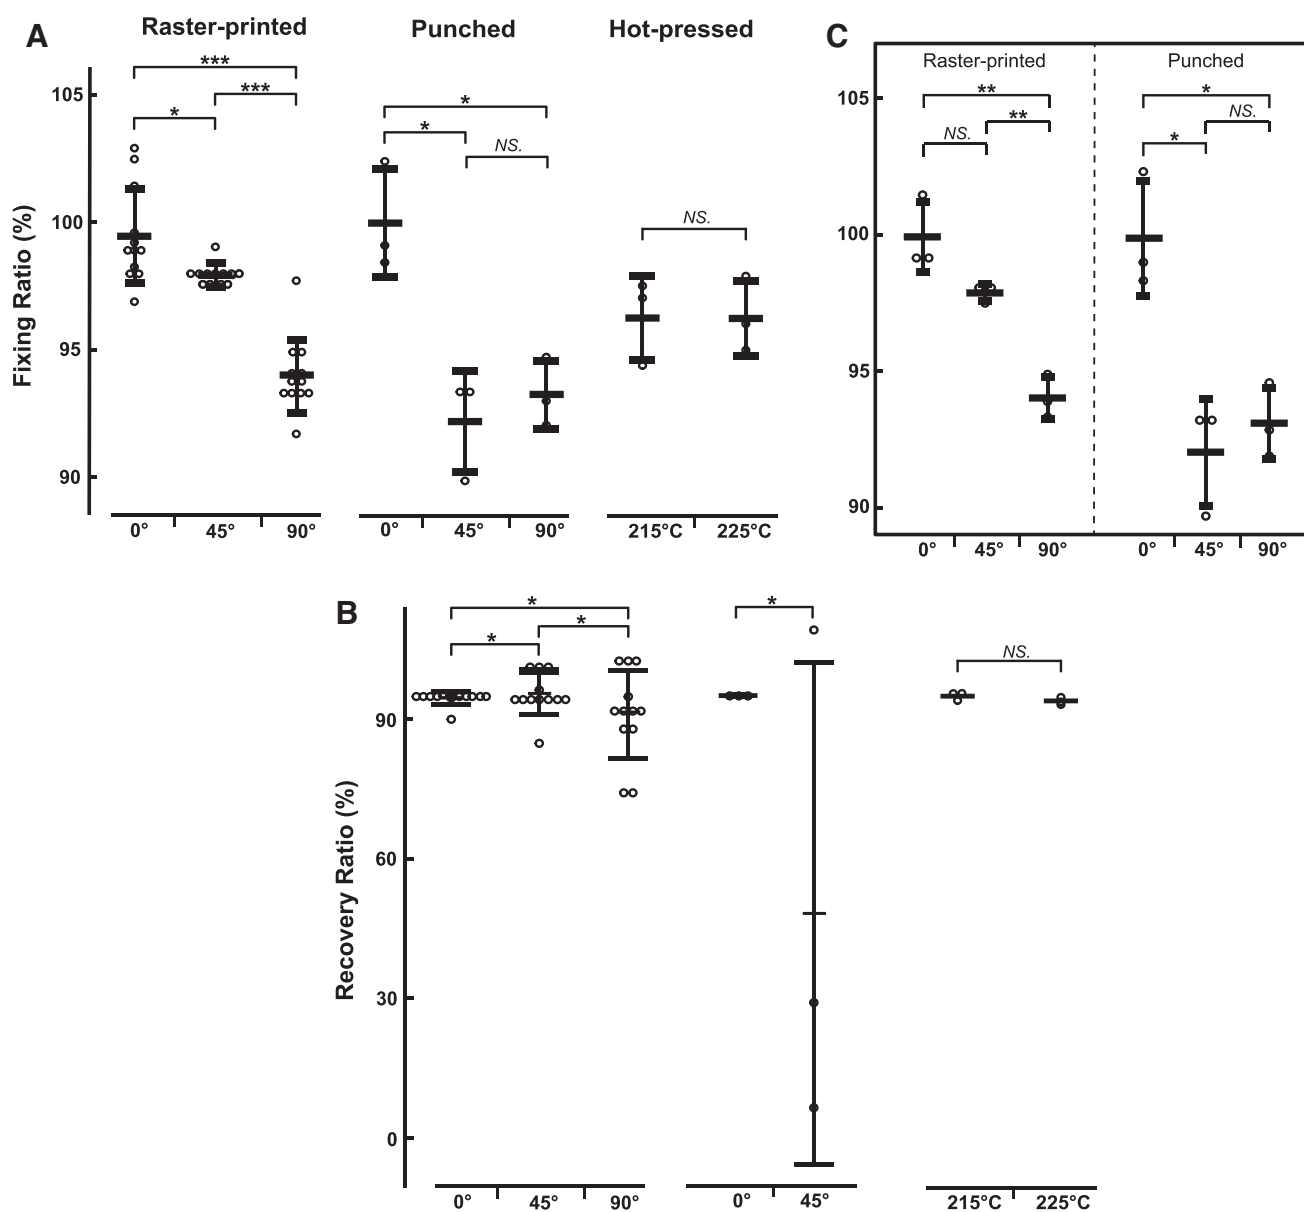 A
Raster-printed
Punched
Hot-pressed
***
***
*
*
*
NS.
NS.
105
100
95
90
Fixing Ratio (%)
0°
45°
90°
0°
45°
90°
215°C
225°C
C
Raster-printed
Punched
**
**
NS.
*
NS.
*
105
100
95
90
0°
45°
90°
0°
45°
90°
B
*
*
*
*
NS.
90
60
30
0
Recovery Ratio (%)
0°
45°
90°
0°
45°
215°C
225°C